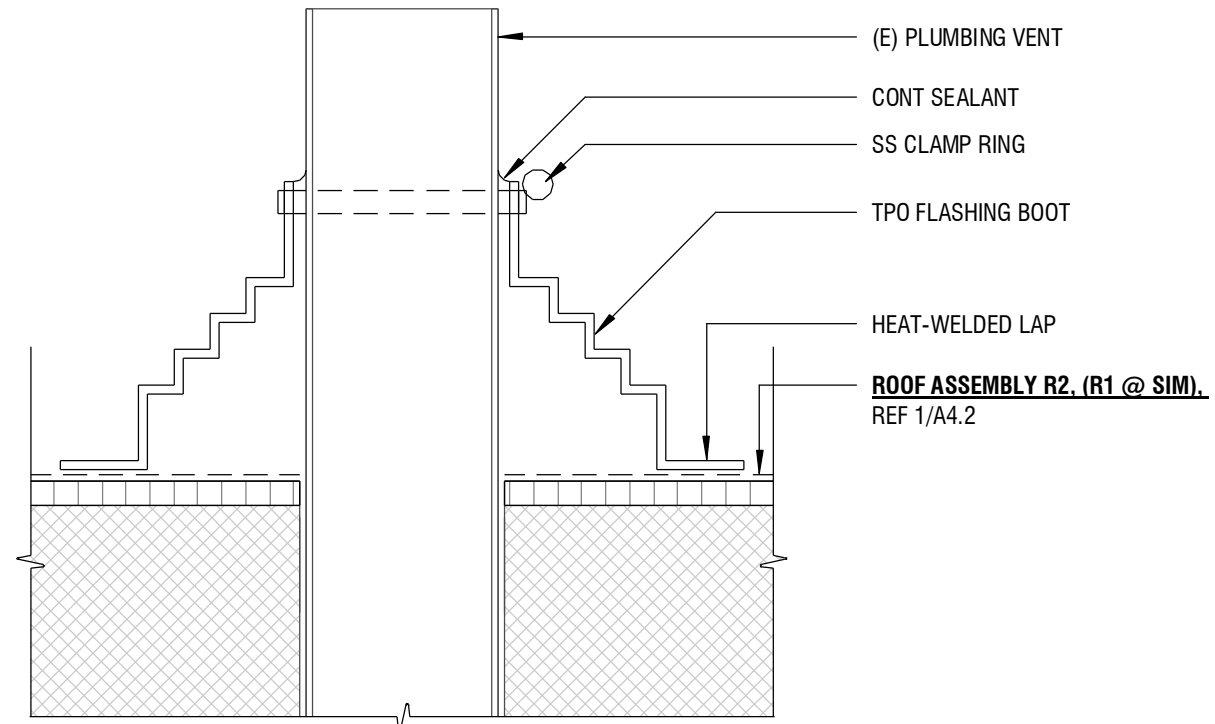 (E) PLUMBING VENT
CONT SEALANT
SS CLAMP RING
TPO FLASHING BOOT
HEAT-WELDED LAP
ROOF ASSEMBLY R2, (R1 @ SIM),
REF 1/A4.2